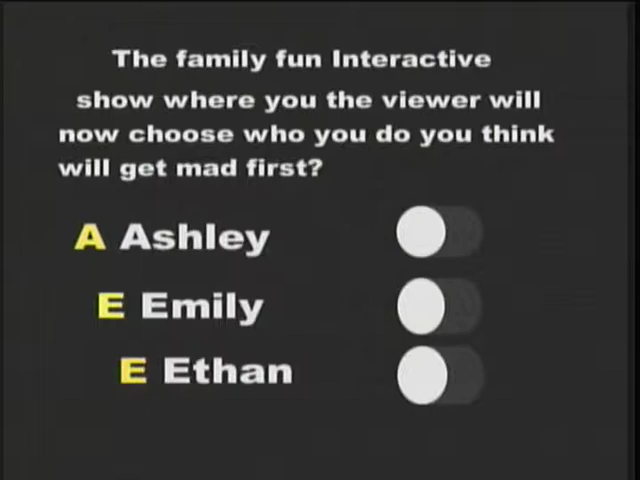 The family fun Interactive
show where you the viewer will
now choose who you do you think
will get mad first?
A Ashley
E Emily
E Ethan